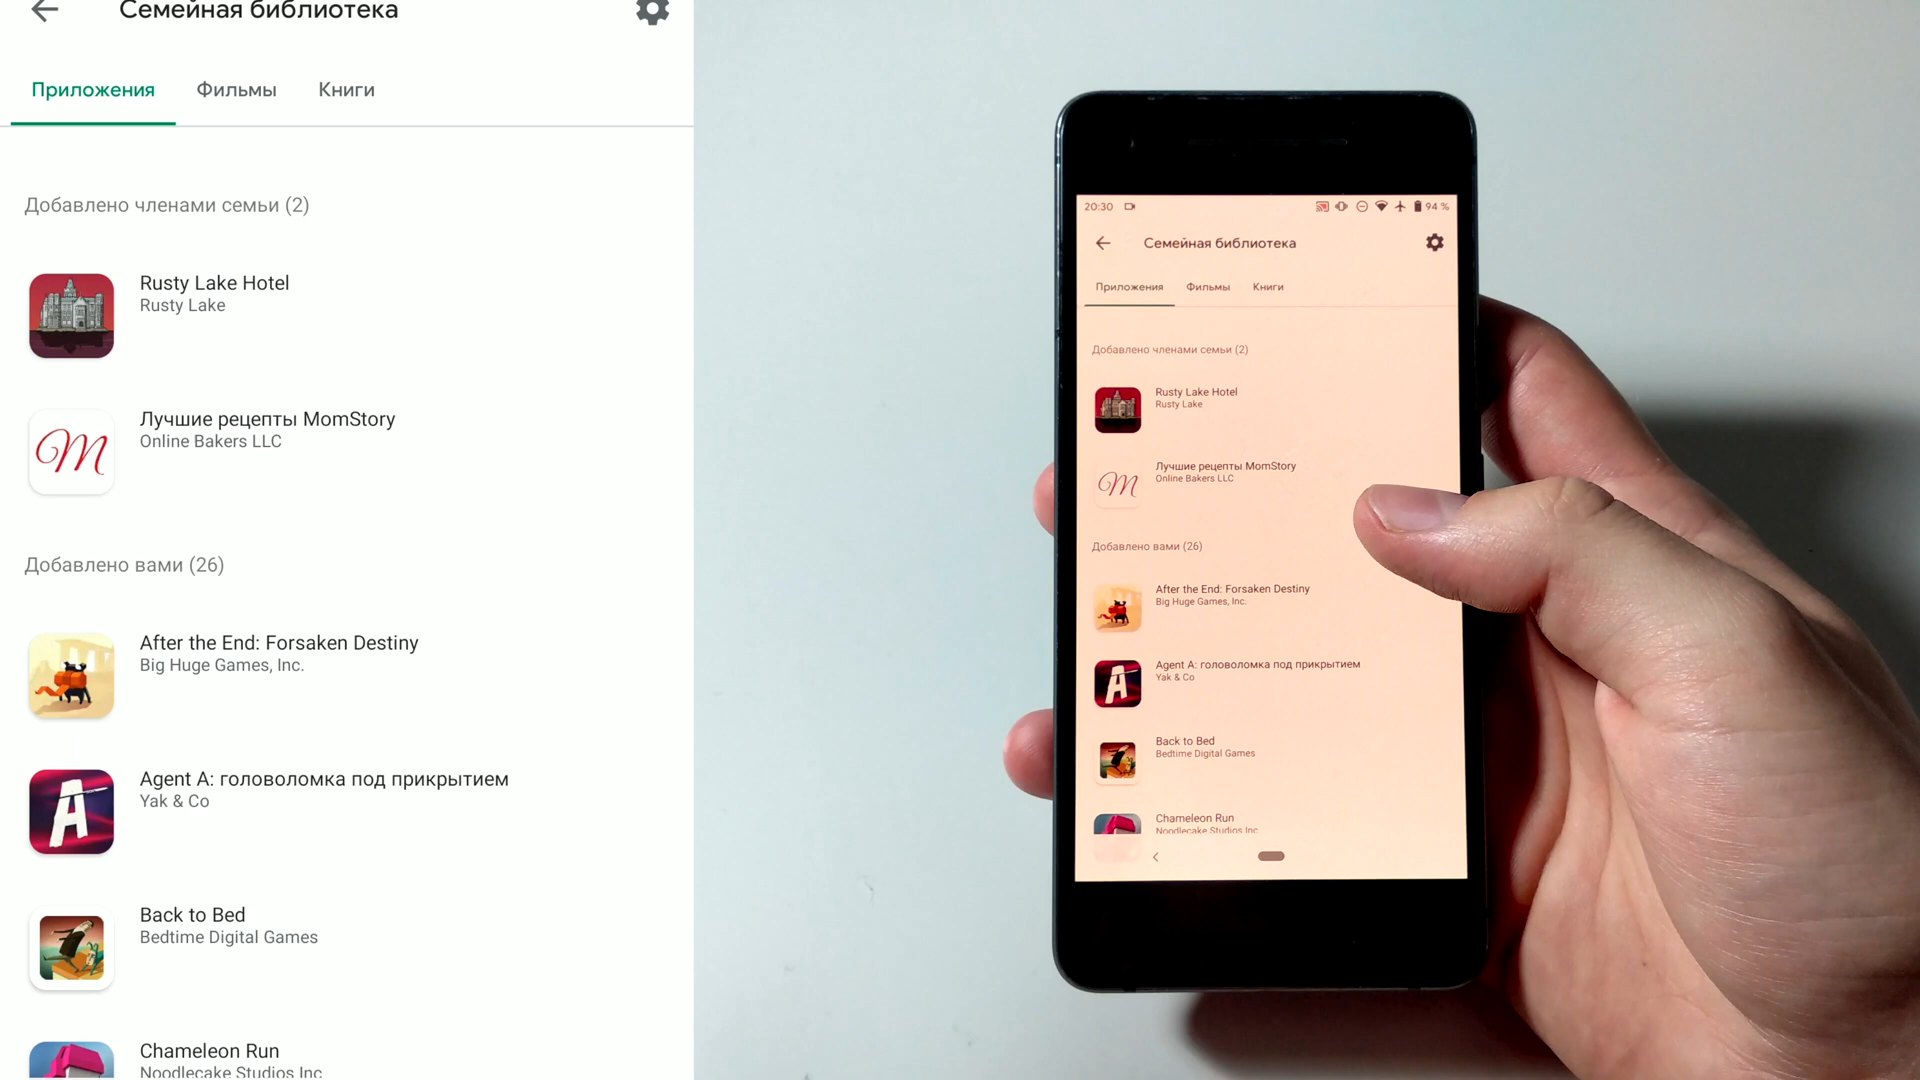 Семейная библиотека
Приложения Фильмы Книги
Добавлено членами семьи (2)
Rusty Lake Hotel
Rusty Lake
Лучшие рецепты MomStory
Online Bakers LLC
Добавлено вами (26)
After the End: Forsaken Destiny
Big Huge Games, Inc.
Agent A: головоломка под прикрытием
Yak & Co
Back to Bed
Bedtime Digital Games
Chameleon Run
Noodlecake Studios Inc
20:30 94 %
Семейная библиотека
Приложения Фильмы Книги
Добавлено членами семьи (2)
Rusty Lake Hotel
Rusty Lake
Лучшие рецепты MomStory
Online Bakers LLC
Добавлено вами (26)
After the End: Forsaken Destiny
Big Huge Games, Inc.
Agent A: головоломка под прикрытием
Yak & Co
Back to Bed
Bedtime Digital Games
Chameleon Run
Noodlecake Studios Inc